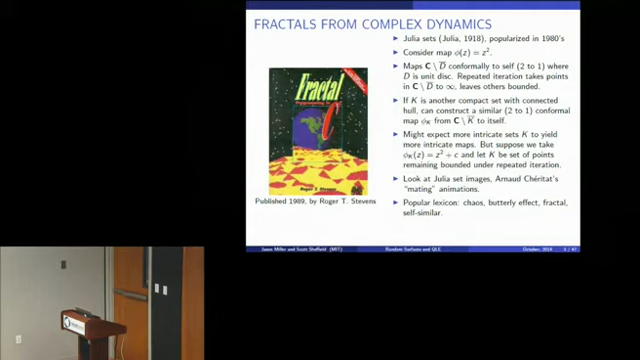 FRACTALS FROM COMPLEX DYNAMICS
Fractal
Programming in
C
Roger T. Stevens
Published 1989, by Roger T. Stevens
▶ Julia sets (Julia, 1918), popularized in 1980's
▶ Consider map ϕ(z) = z².
▶ Maps C \ D̅ conformally to self (2 to 1) where
D is unit disc. Repeated iteration takes points
in C \ D̅ to ∞, leaves others bounded.
▶ If K is another compact set with connected
hull, can construct a similar (2 to 1) conformal
map ϕ_K from C \ K̅ to itself.
▶ Might expect more intricate sets K to yield
more intricate maps. But suppose we take
ϕ_K(z) = z² + c and let K be set of points
remaining bounded under repeated iteration.
▶ Look at Julia set images, Arnaud Chéritat's
"mating" animations.
▶ Popular lexicon: chaos, butterly effect, fractal,
self-similar.
Jason Miller and Scott Sheffield (MIT)
Random Surfaces and QLE
October, 2014